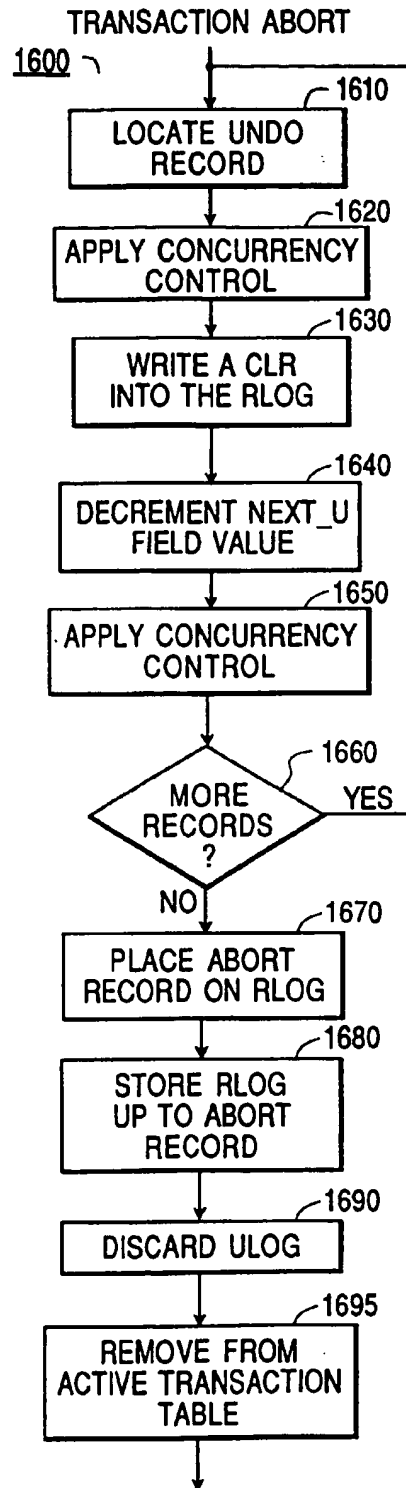 TRANSACTION ABORT
1600
1610
LOCATE UNDO
RECORD
1620
APPLY CONCURRENCY
CONTROL
1630
WRITE A CLR
INTO THE RLOG
1640
DECREMENT NEXT_U
FIELD VALUE
1650
APPLY CONCURRENCY
CONTROL
1660
MORE
RECORDS
?
YES
NO
1670
PLACE ABORT
RECORD ON RLOG
1680
STORE RLOG
UP TO ABORT
RECORD
1690
DISCARD ULOG
1695
REMOVE FROM
ACTIVE TRANSACTION
TABLE